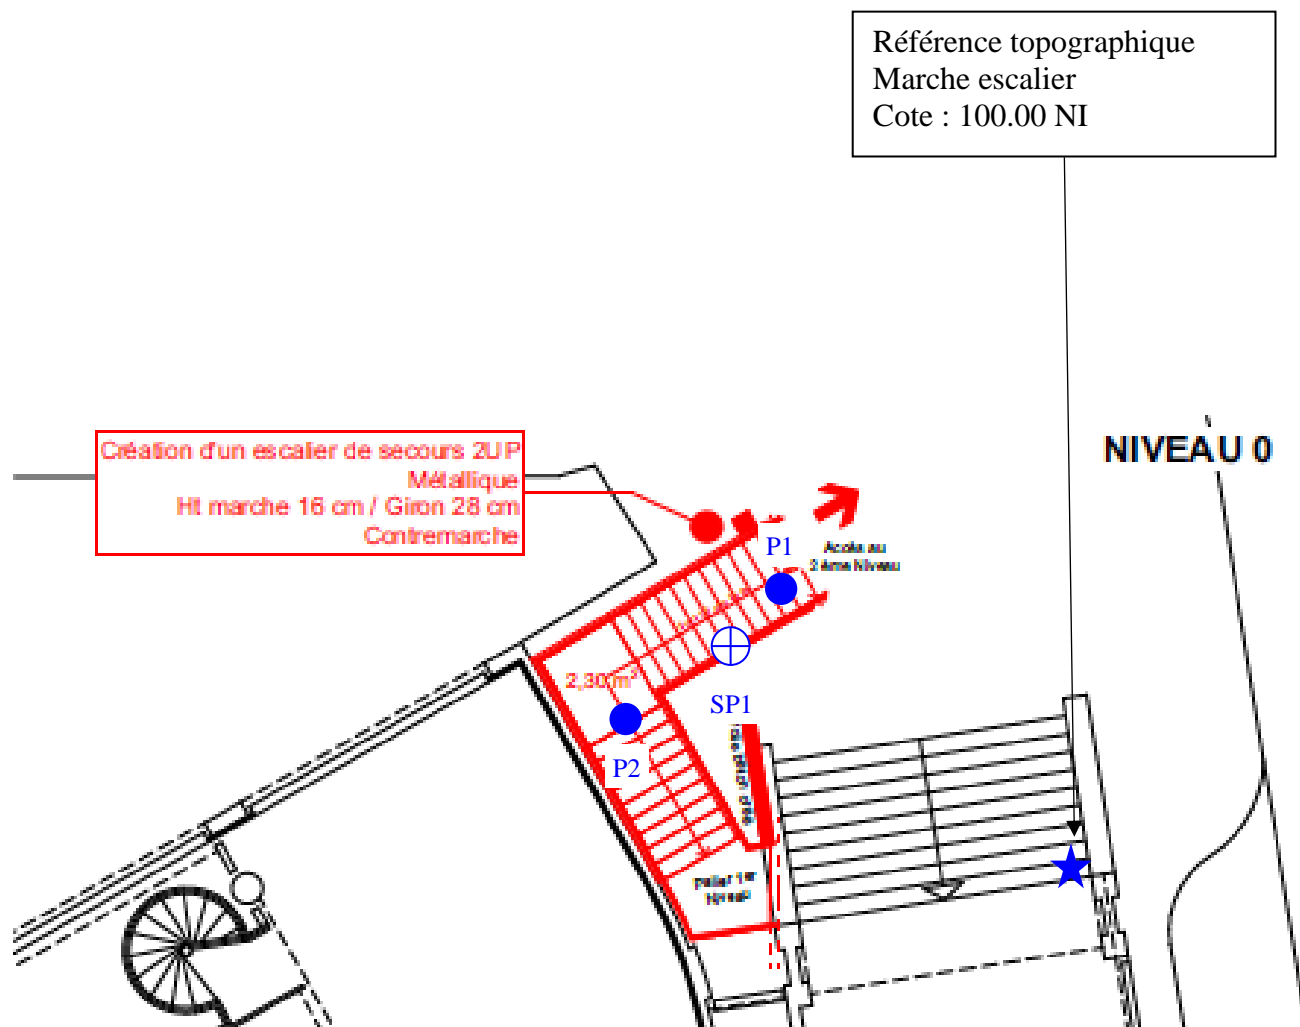 Référence topographique
Marche escalier
Cote : 100.00 NI
NIVEAU 0
Création d'un escalier de secours 2UP
Métallique
Ht marche 16 cm / Giron 28 cm
Contremarche
P1
Accès au
2 ème Niveau
2,30 m²
SP1
P2
palier 1er
Niveau